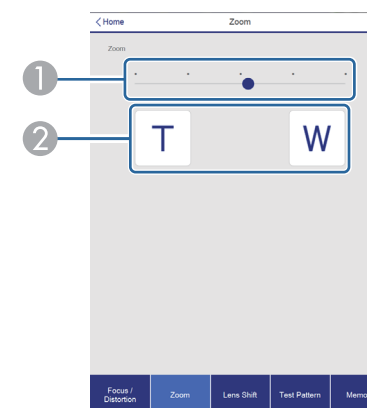 < Home Zoom
Zoom
1
2
T W
Focus /
Distortion
Zoom Lens Shift Test Pattern Memo